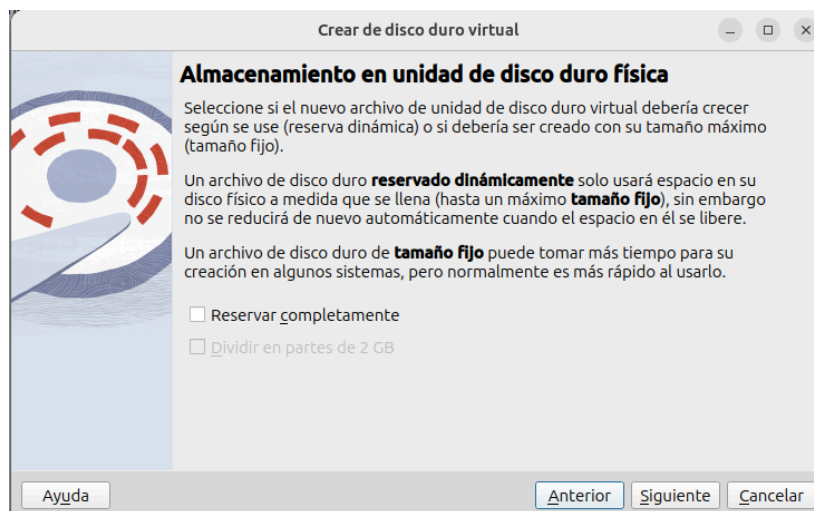 Crear de disco duro virtual
Almacenamiento en unidad de disco duro física
Seleccione si el nuevo archivo de unidad de disco duro virtual debería crecer
según se use (reserva dinámica) o si debería ser creado con su tamaño máximo
(tamaño fijo).
Un archivo de disco duro reservado dinámicamente solo usará espacio en su
disco físico a medida que se llena (hasta un máximo tamaño fijo), sin embargo
no se reducirá de nuevo automáticamente cuando el espacio en él se libere.
Un archivo de disco duro de tamaño fijo puede tomar más tiempo para su
creación en algunos sistemas, pero normalmente es más rápido al usarlo.
Reservar completamente
Dividir en partes de 2 GB
Ayuda Anterior Siguiente Cancelar